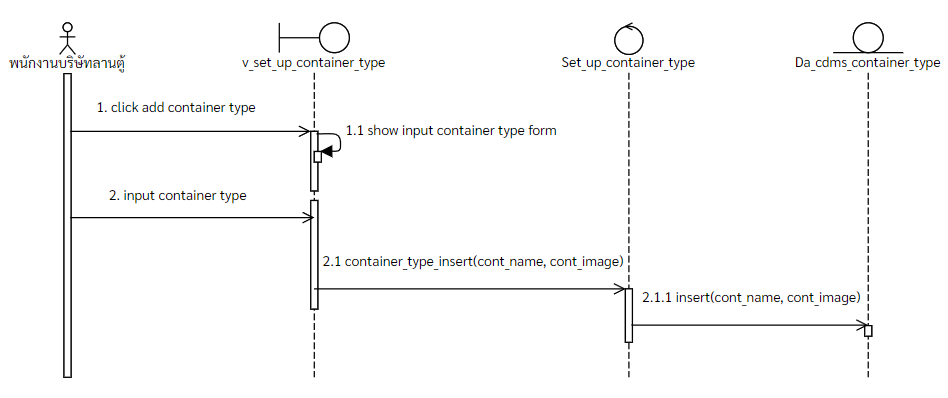 พนักงานบริษัทลานตู้
v_set_up_container_type
Set_up_container_type
Da_cdms_container_type
1. click add container type
1.1 show input container type form
2. input container type
2.1 container_type_insert(cont_name, cont_image)
2.1.1 insert(cont_name, cont_image)